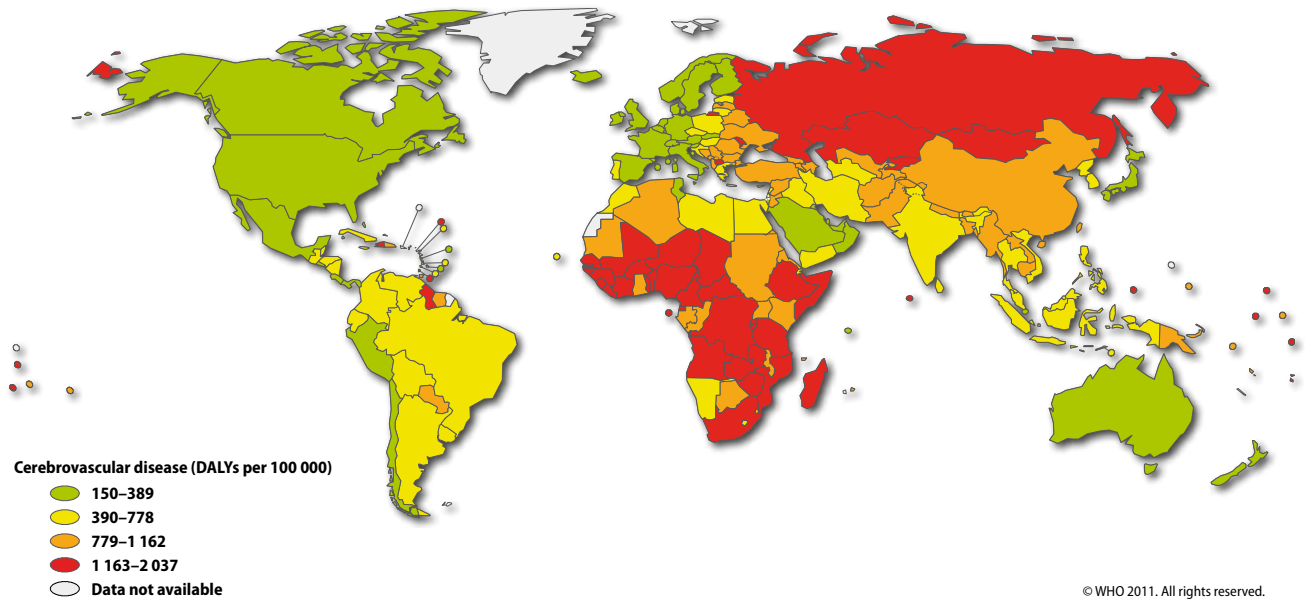 Cerebrovascular disease (DALYs per 100 000)
150–389
390–778
779–1 162
1 163–2 037
Data not available
© WHO 2011. All rights reserved.